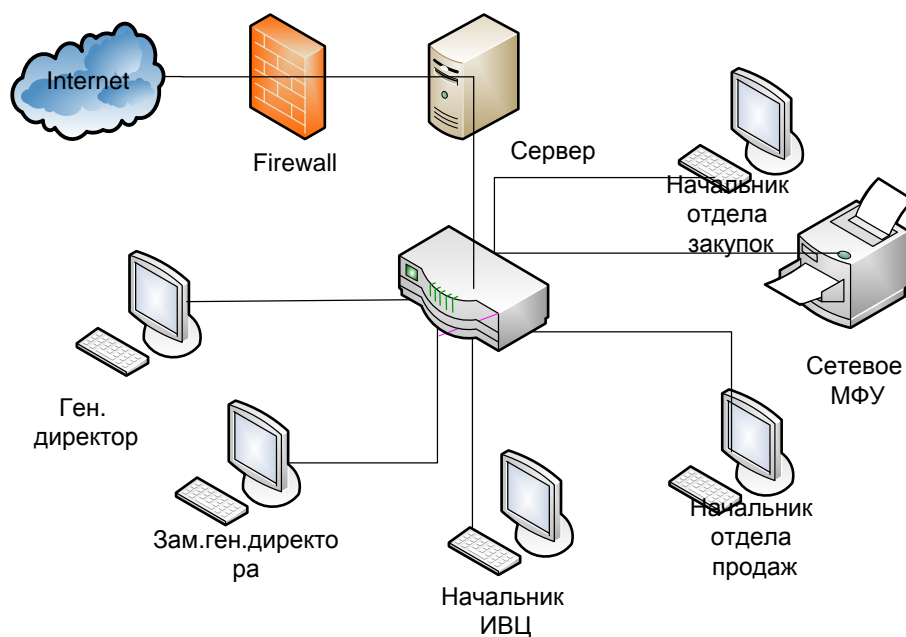 Internet
Firewall
Сервер
Начальник
отдела
закупок
Сетевое
МФУ
Ген.
директор
Зам.ген.директо
ра
Начальник
ИВЦ
Начальник
отдела
продаж